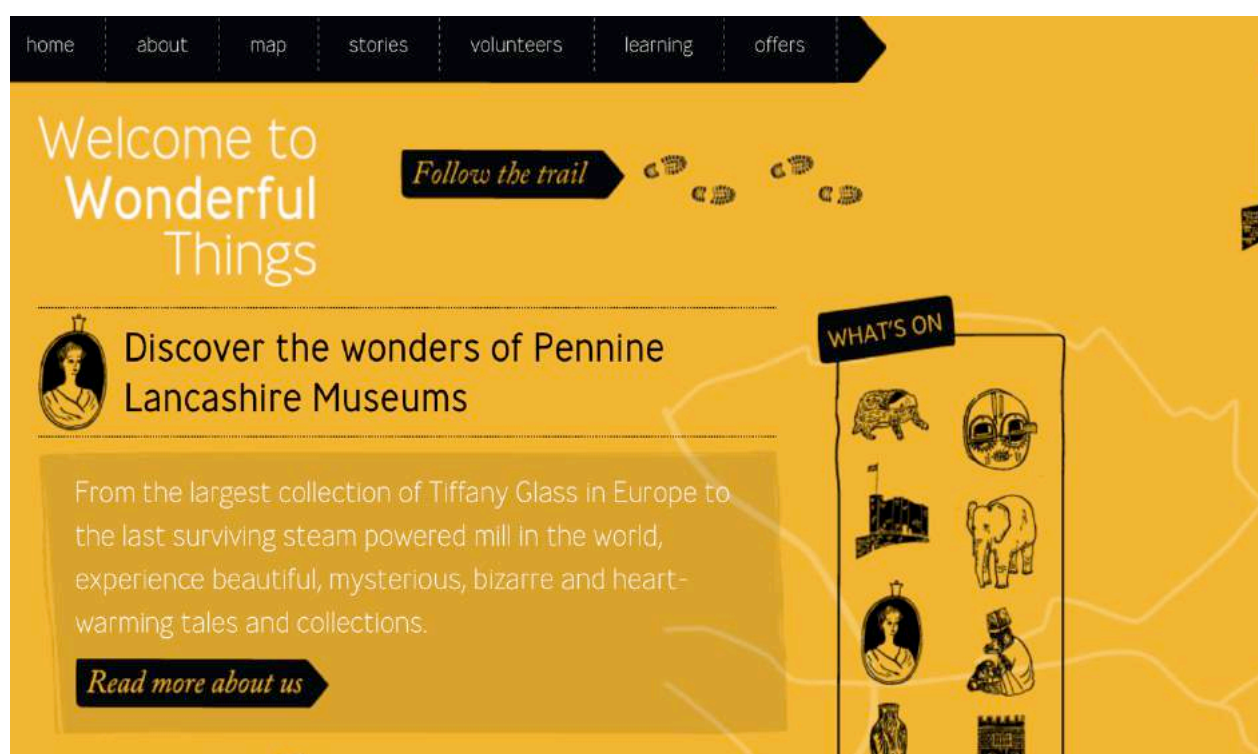 home about map stories volunteers learning offers
Welcome to
Wonderful
Things
Follow the trail
Discover the wonders of Pennine
Lancashire Museums
WHAT'S ON
From the largest collection of Tiffany Glass in Europe to
the last surviving steam powered mill in the world,
experience beautiful, mysterious, bizarre and heart-
warming tales and collections.
Read more about us